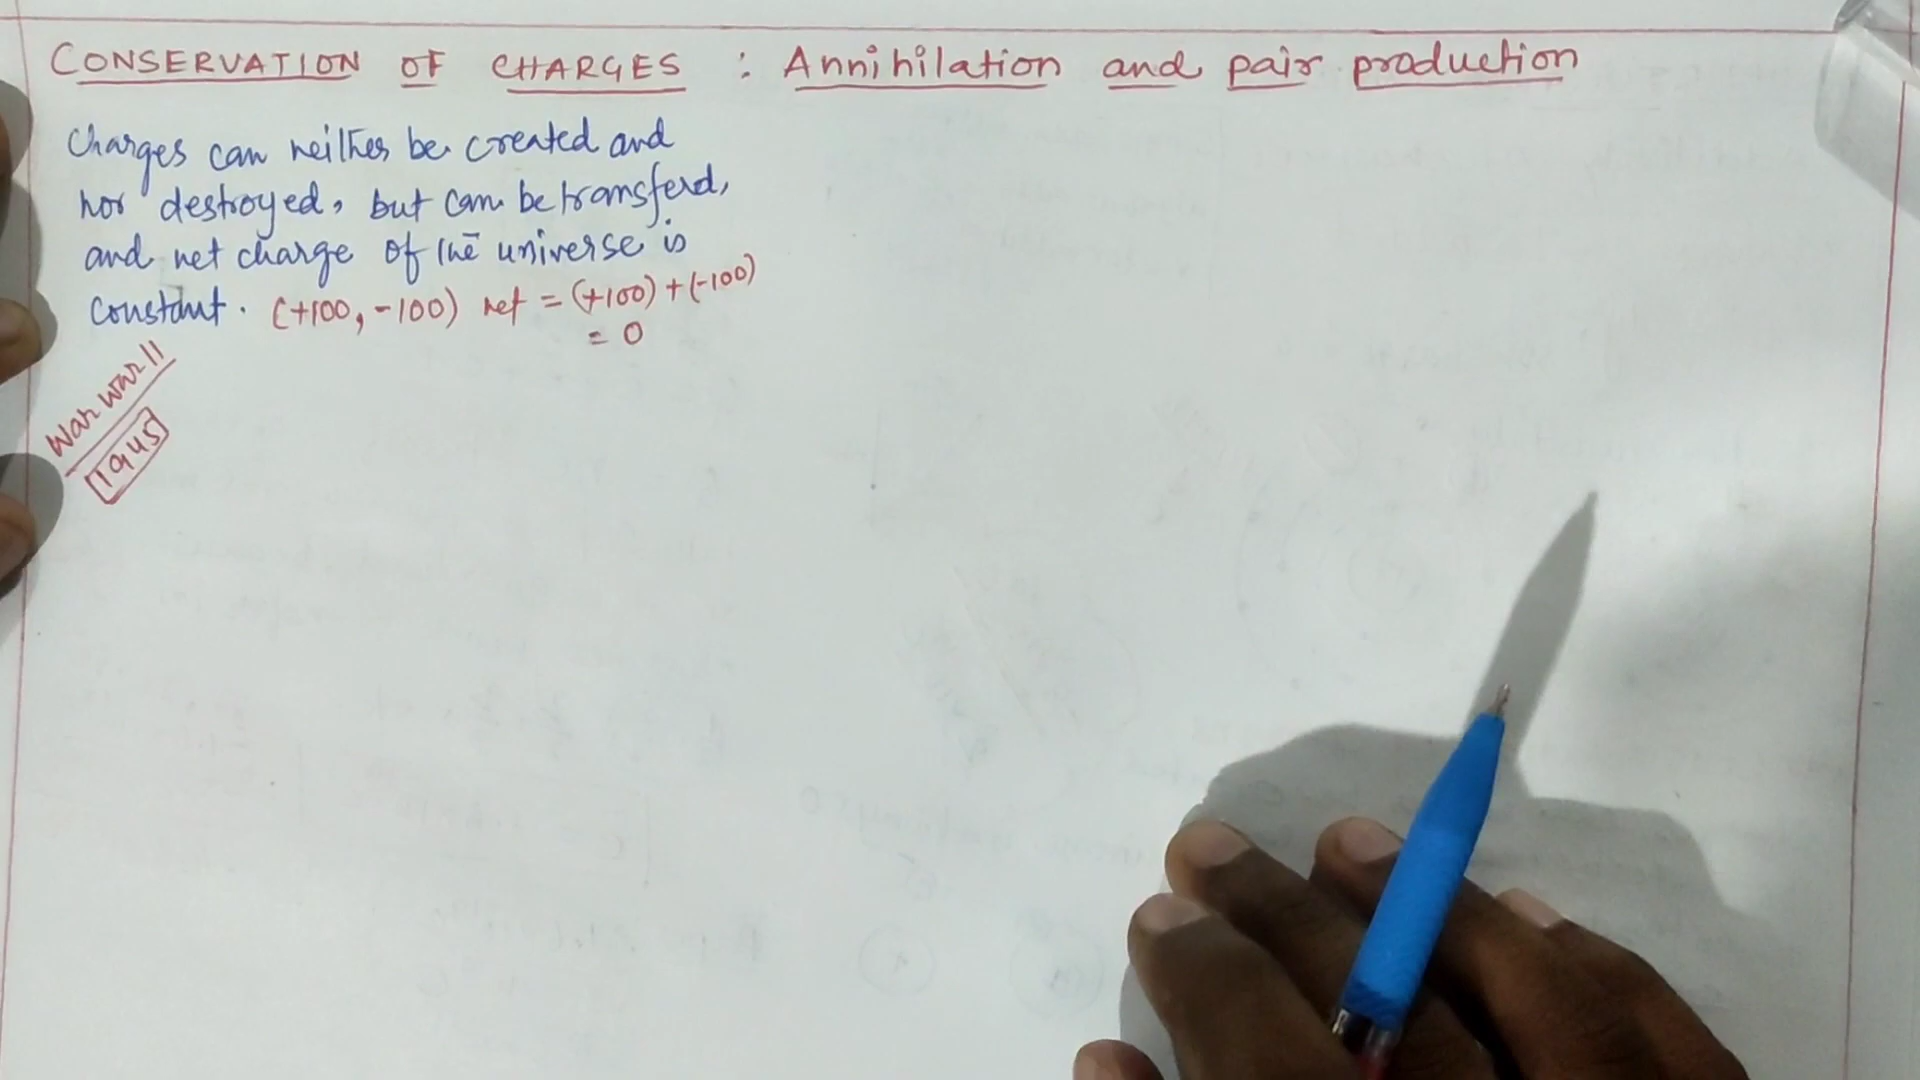 CONSERVATION OF CHARGES : Annihilation and pair production
Charges can neither be created and
nor destroyed, but can be transferd,
and net charge of the universe is
constant. (+100, -100) net = (+100) + (-100)
= 0
War war II
1945